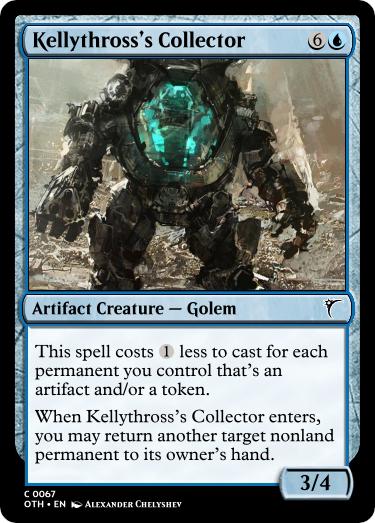 Kellythross's Collector 6
Artifact Creature — Golem
This spell costs 1 less to cast for each
permanent you control that's an
artifact and/or a token.
When Kellythross's Collector enters,
you may return another target nonland
permanent to its owner's hand.
3/4
C 0067
OTH • EN Alexander Chelyshev